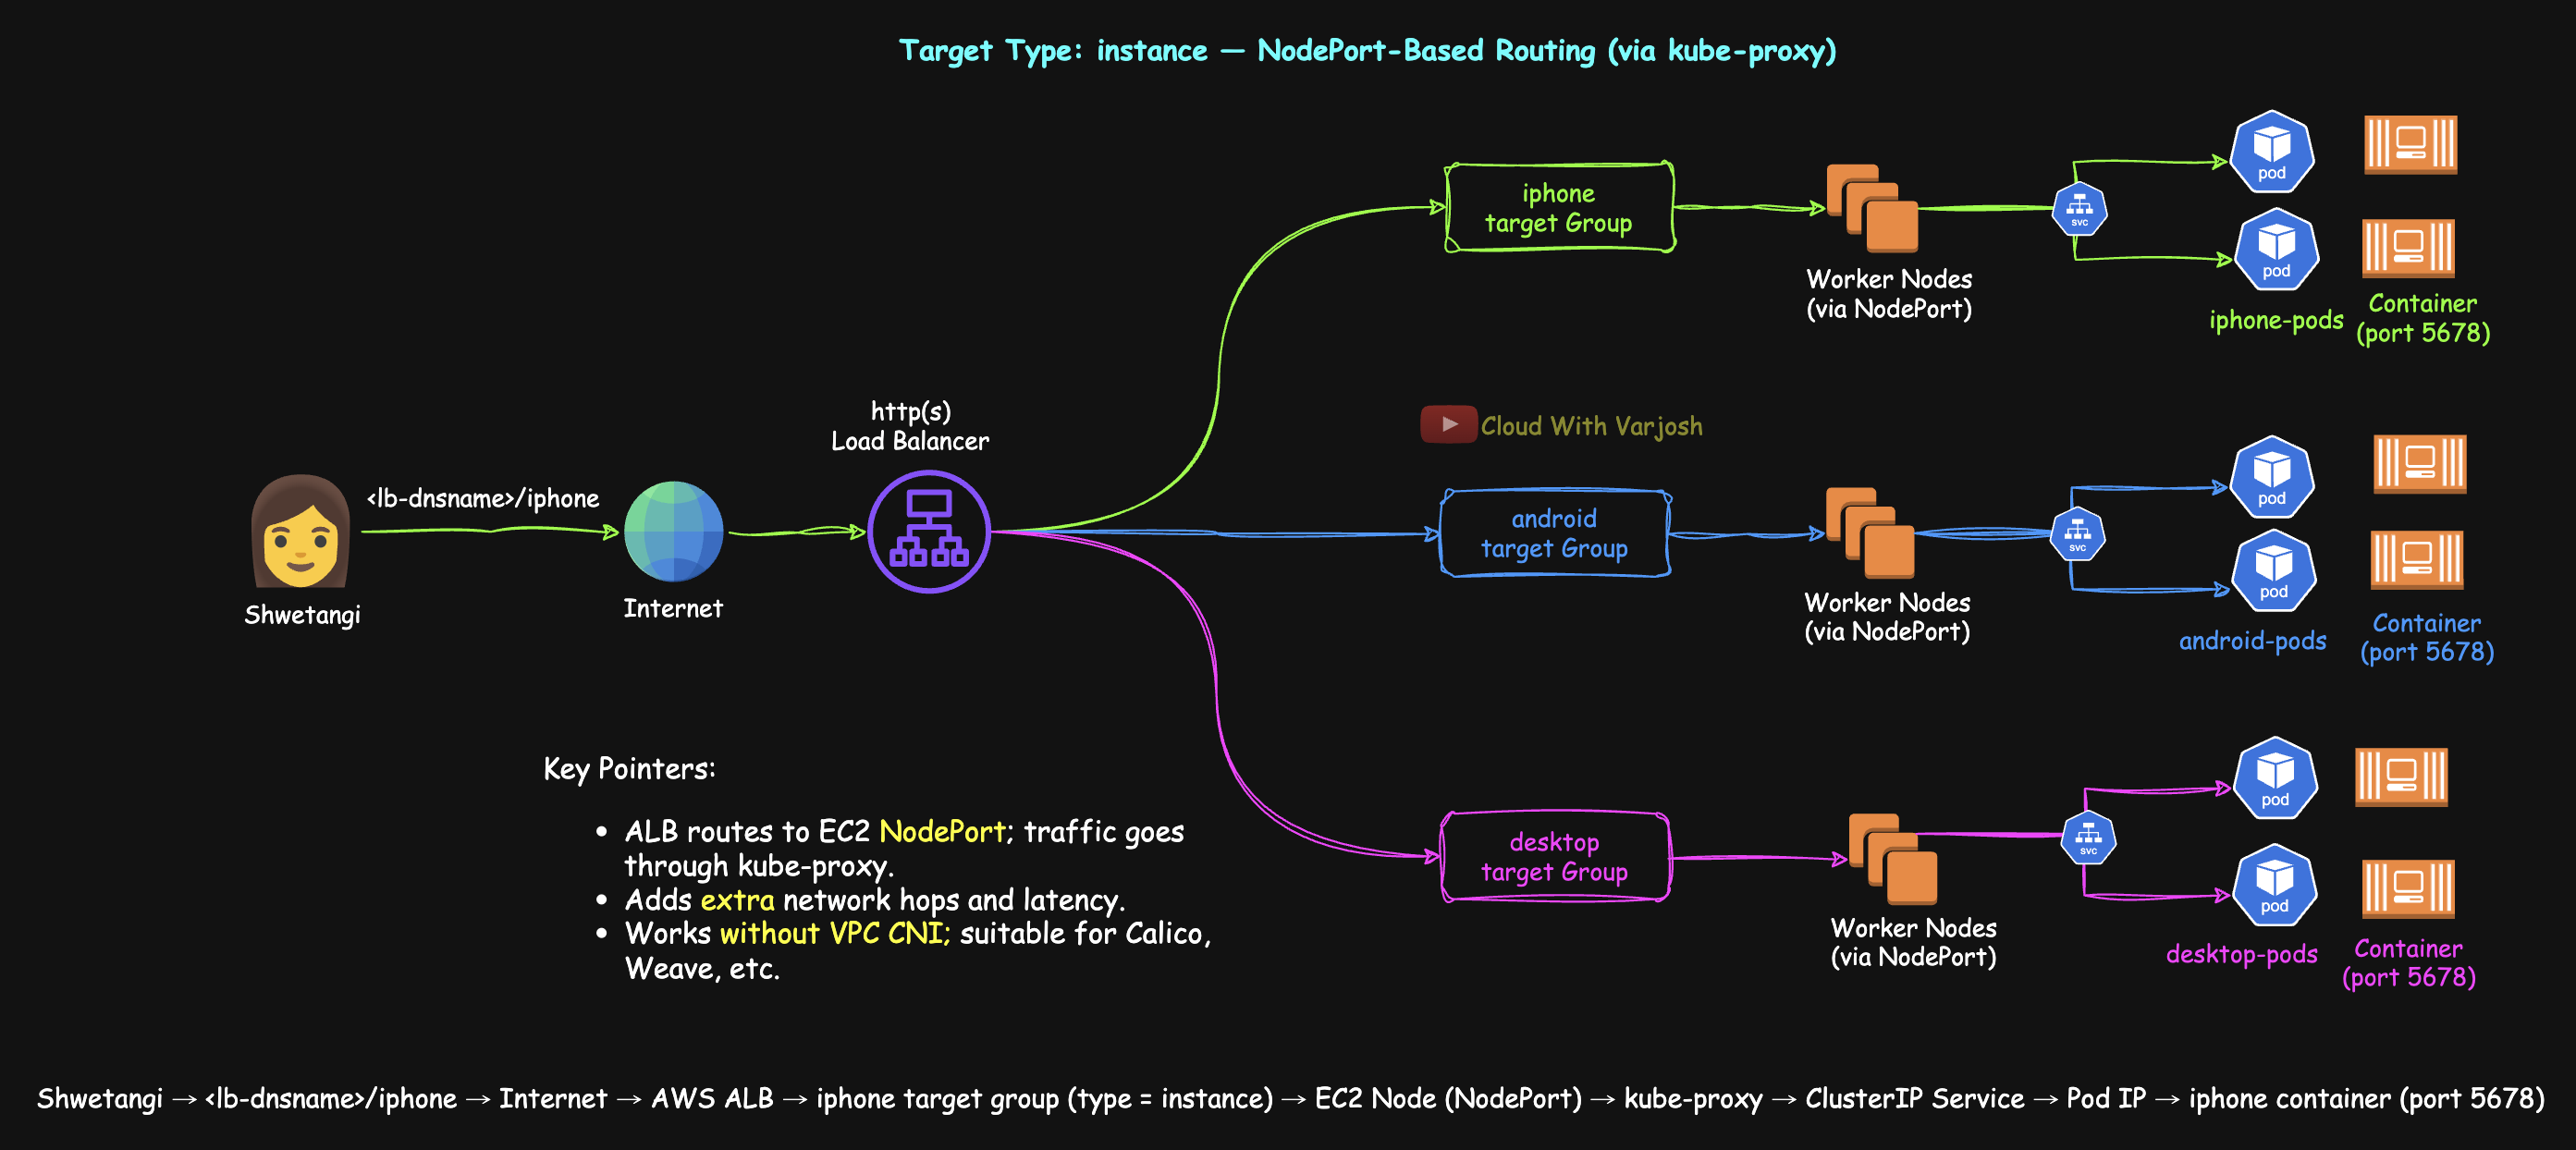 Target Type: instance — NodePort-Based Routing (via kube-proxy)
iphone
target Group
Worker Nodes
(via NodePort)
svc
pod
pod
iphone-pods
Container
(port 5678)
http(s)
Load Balancer
<lb-dnsname>/iphone
Shwetangi
Internet
Cloud With Varjosh
android
target Group
Worker Nodes
(via NodePort)
svc
pod
pod
android-pods
Container
(port 5678)
desktop
target Group
Worker Nodes
(via NodePort)
svc
pod
pod
desktop-pods
Container
(port 5678)
Key Pointers:
• ALB routes to EC2 NodePort; traffic goes
through kube-proxy.
• Adds extra network hops and latency.
• Works without VPC CNI; suitable for Calico,
Weave, etc.
Shwetangi → <lb-dnsname>/iphone → Internet → AWS ALB → iphone target group (type = instance) → EC2 Node (NodePort) → kube-proxy → ClusterIP Service → Pod IP → iphone container (port 5678)